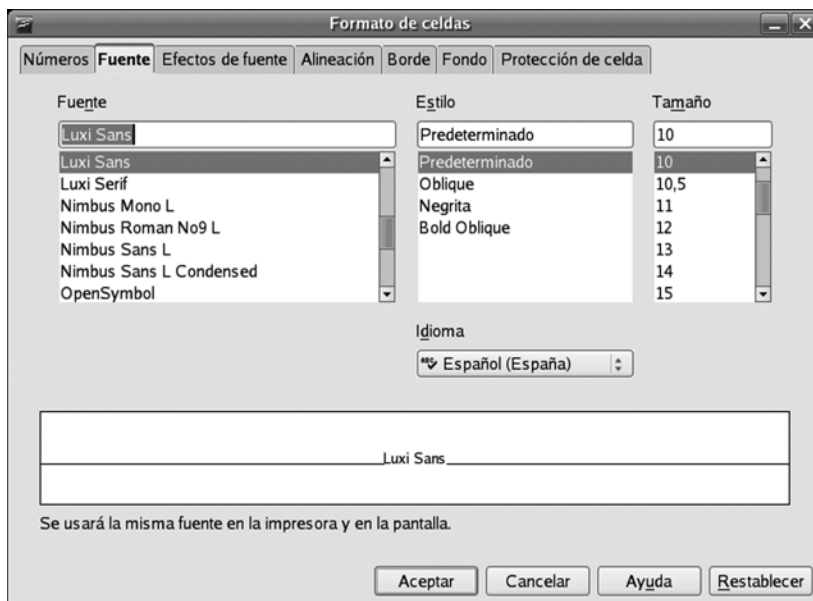 Formato de celdas
Números Fuente Efectos de fuente Alineación Borde Fondo Protección de celda
Fuente Estilo Tamaño
Luxi Sans Predeterminado 10
Luxi Sans Predeterminado 10
Luxi Serif Oblique 10,5
Nimbus Mono L Negrita 11
Nimbus Roman No9 L Bold Oblique 12
Nimbus Sans L 13
Nimbus Sans L Condensed 14
OpenSymbol 15
Idioma
Español (España)
Luxi Sans
Se usará la misma fuente en la impresora y en la pantalla.
Aceptar Cancelar Ayuda Restablecer